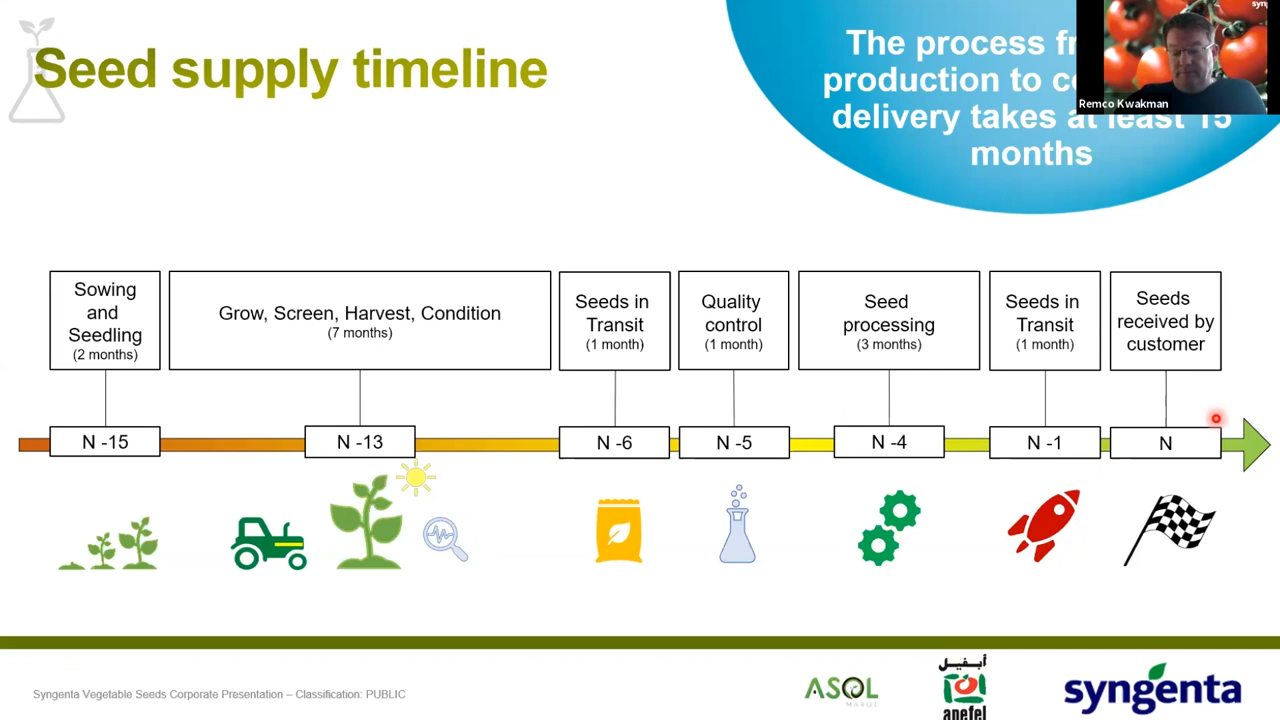 Seed supply timeline
The process
production to
delivery takes at least 15
months
syn
Remco Kwakman
Sowing
and
Seedling
(2 months)
Grow, Screen, Harvest, Condition
(7 months)
Seeds in
Transit
(1 month)
Quality
control
(1 month)
Seed
processing
(3 months)
Seeds in
Transit
(1 month)
Seeds
received by
customer
N -15
N -13
N -6
N -5
N -4
N -1
N
Syngenta Vegetable Seeds Corporate Presentation – Classification: PUBLIC
ASOL
MAROC
أبفيل
apefel
syngenta